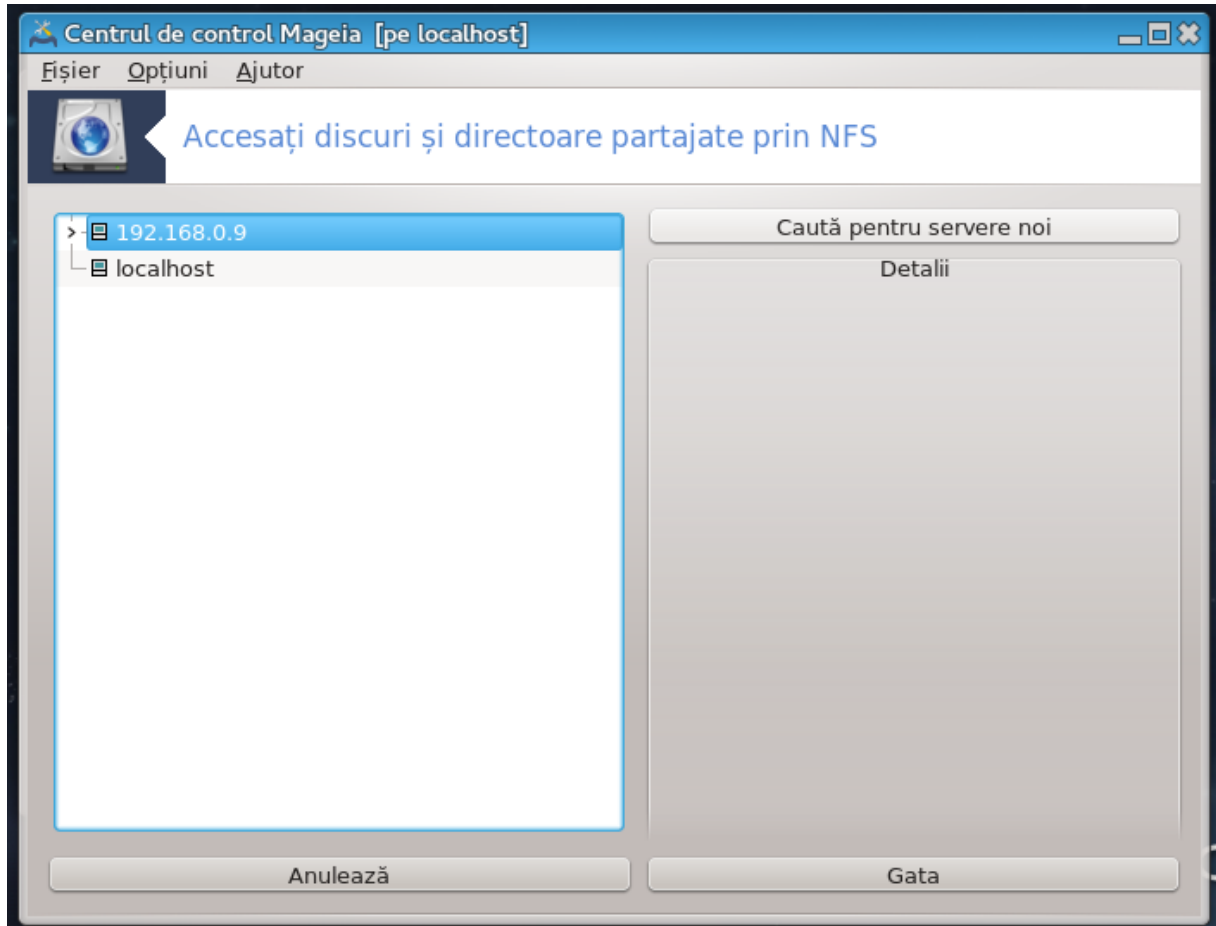 Centrul de control Mageia [pe localhost]
Fișier Opțiuni Ajutor
Accesați discuri și directoare partajate prin NFS
192.168.0.9
localhost
Caută pentru servere noi
Detalii
Anulează
Gata